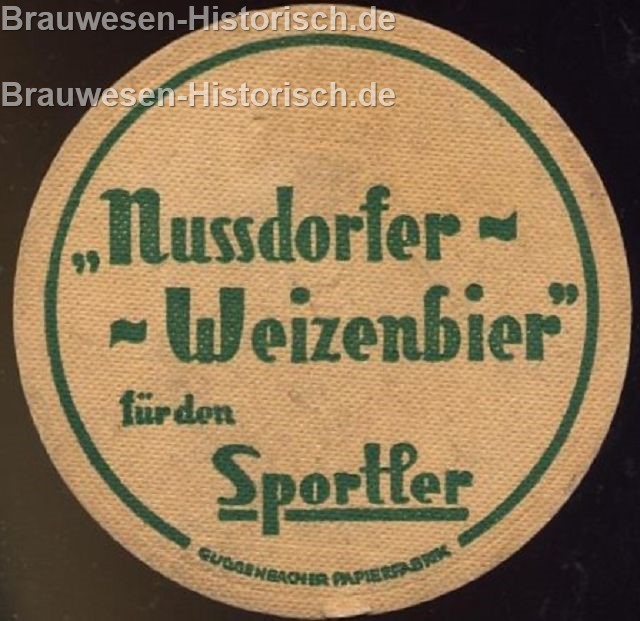 Brauwesen-Historisch.de
Brauwesen-Historisch.de
„Nussdorfer ~
~ Weizenbier”
für den
Sportler
GUGGENBACHER PAPIERFABRIK